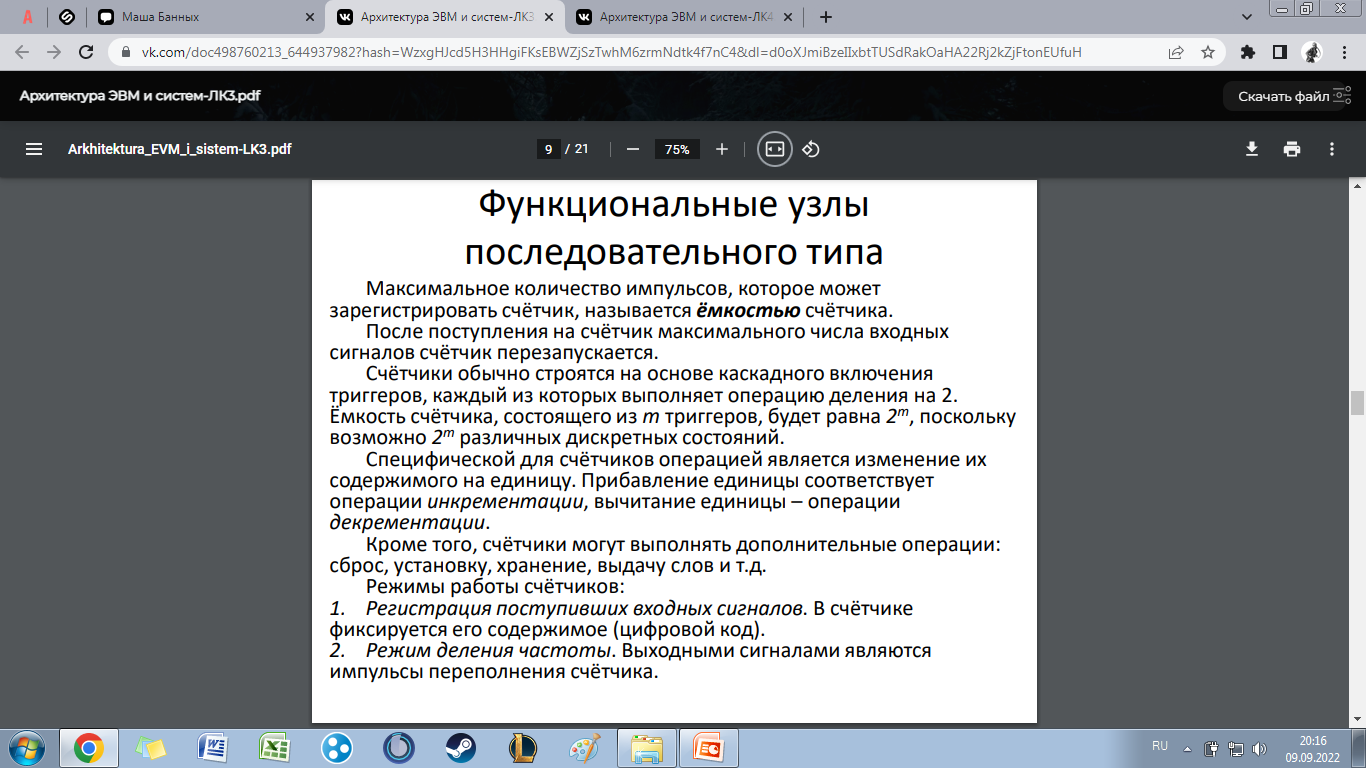 Маша Банных
Архитектура ЭВМ и систем-ЛК3
Архитектура ЭВМ и систем-ЛК4
vk.com/doc498760213_644937982?hash=WzxgHJcd5H3HHgiFKsEBWZjSzTwhM6zrmNdtk4f7nC4&dl=d0oXJmiBzeIIxbtTUSdRakOaHA22Rj2kZjFtonEUfuH
Архитектура ЭВМ и систем-ЛК3.pdf
Скачать файл
Arkhitektura_EVM_i_sistem-LK3.pdf
9 / 21
75%
Функциональные узлы
последовательного типа
Максимальное количество импульсов, которое может
зарегистрировать счётчик, называется ёмкостью счётчика.
После поступления на счётчик максимального числа входных
сигналов счётчик перезапускается.
Счётчики обычно строятся на основе каскадного включения
триггеров, каждый из которых выполняет операцию деления на 2.
Ёмкость счётчика, состоящего из m триггеров, будет равна 2ᵐ, поскольку
возможно 2ᵐ различных дискретных состояний.
Специфической для счётчиков операцией является изменение их
содержимого на единицу. Прибавление единицы соответствует
операции инкрементации, вычитание единицы – операции
декрементации.
Кроме того, счётчики могут выполнять дополнительные операции:
сброс, установку, хранение, выдачу слов и т.д.
Режимы работы счётчиков:
1. Регистрация поступивших входных сигналов. В счётчике
фиксируется его содержимое (цифровой код).
2. Режим деления частоты. Выходными сигналами являются
импульсы переполнения счётчика.
RU
20:16
09.09.2022